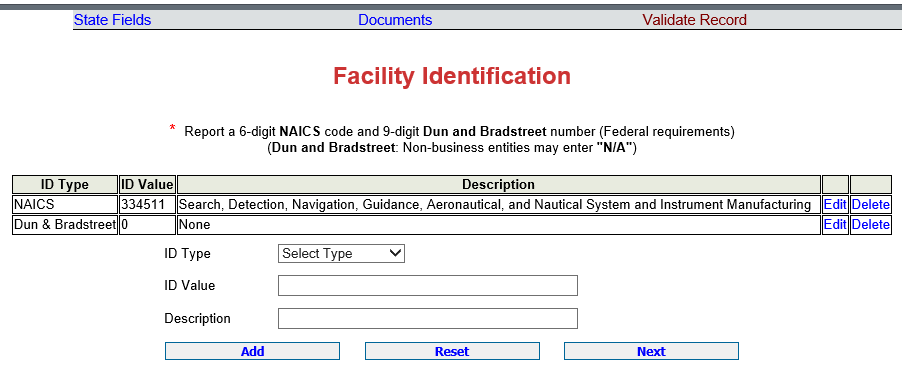 State Fields Documents Validate Record
Facility Identification
* Report a 6-digit NAICS code and 9-digit Dun and Bradstreet number (Federal requirements)
(Dun and Bradstreet: Non-business entities may enter "N/A")
ID Type ID Value Description
NAICS 334511 Search, Detection, Navigation, Guidance, Aeronautical, and Nautical System and Instrument Manufacturing Edit Delete
Dun & Bradstreet 0 None Edit Delete
ID Type Select Type
ID Value
Description
Add Reset Next